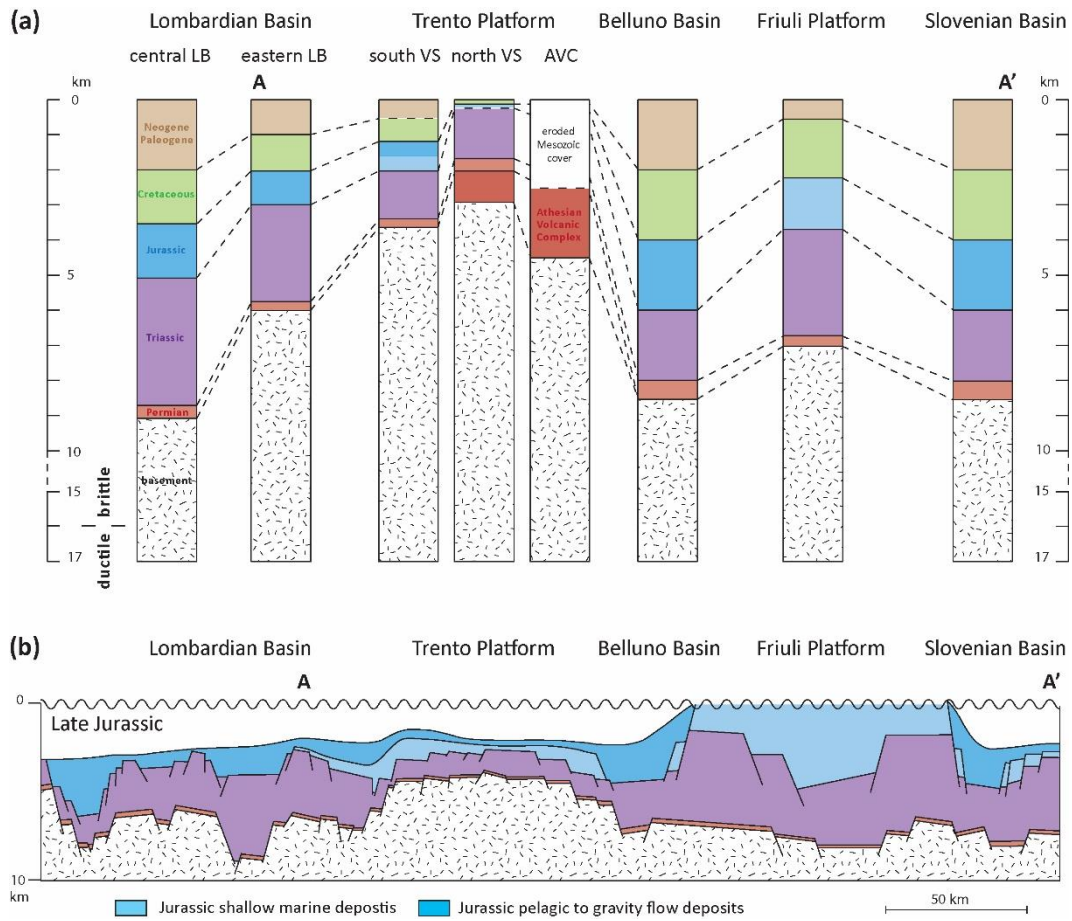 (a)
Lombardian Basin
Trento Platform
Belluno Basin
Friuli Platform
Slovenian Basin
central LB
eastern LB
south VS
north VS
AVC
km
A
A'
km
0
5
10
15
17
brittle
ductile
Neogene
Paleogene
Cretaceous
Jurassic
Triassic
Permian
basement
eroded
Mesozoic
cover
Athesian
Volcanic
Complex
0
5
10
15
17
(b)
Lombardian Basin
Trento Platform
Belluno Basin
Friuli Platform
Slovenian Basin
A
A'
0
Late Jurassic
10
km
Jurassic shallow marine depostis
Jurassic pelagic to gravity flow deposits
50 km